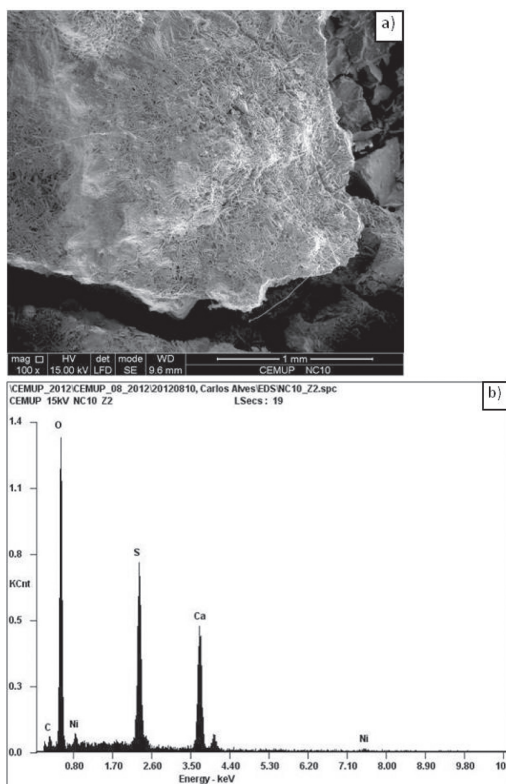 a)
mag □ HV det mode WD 1 mm
100 x 15.00 kV LFD SE 9.6 mm CEMUP NC10
\CEMUP_2012\CEMUP_08_2012\20120810, Carlos Alves\EDS\NC10_Z2.spc
b)
CEMUP 15kV NC10 Z2 LSecs : 19
1.4
O
1.1
0.8
S
KCnt
0.5
Ca
0.3
C Ni Ni
0.0
0.80 1.70 2.60 3.50 4.40 5.30 6.20 7.10 8.00 8.90 9.80 10
Energy - keV